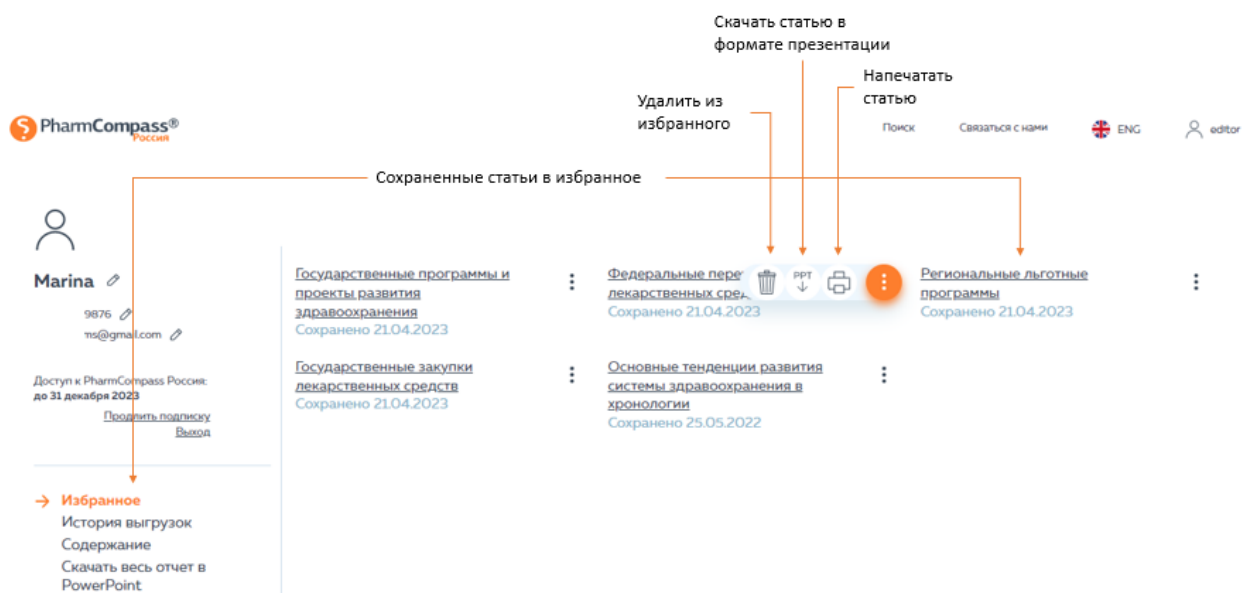 Скачать статью в
формате презентации
Напечатать
статью
Удалить из
избранного
PharmCompass®
Россия
Поиск
Связаться с нами
ENG
editor
Сохраненные статьи в избранное
Marina
9876
ms@gmail.com
Доступ к PharmCompass Россия:
до 31 декабря 2023
Продлить подписку
Выход
Избранное
История выгрузок
Содержание
Скачать весь отчет в
PowerPoint
Государственные программы и
проекты развития
здравоохранения
Сохранено 21.04.2023
Федеральные пере
лекарственных сред
Сохранено 21.04.2023
PPT
Региональные льготные
программы
Сохранено 21.04.2023
Государственные закупки
лекарственных средств
Сохранено 21.04.2023
Основные тенденции развития
системы здравоохранения в
хронологии
Сохранено 25.05.2022